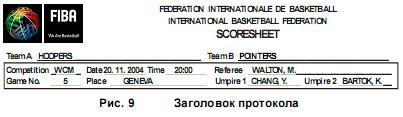 FIBA
We Are Basketball
FEDERATION INTERNATIONALE DE BASKETBALL
INTERNATIONAL BASKETBALL FEDERATION
SCORESHEET
Team A HOOPERS Team B POINTERS
Competition WCM Date 20. 11. 2004 Time 20:00 Referee WALTON, M.
Game No. 5 Place GENEVA Umpire 1 CHANG, Y. Umpire 2 BARTOK, K.
Рис. 9 Заголовок протокола